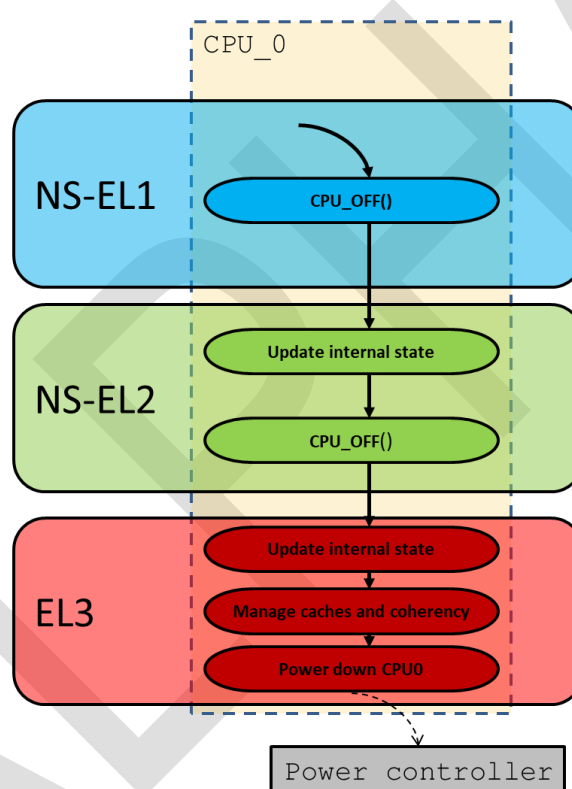 CPU_0
NS-EL1
CPU_OFF()
NS-EL2
Update internal state
CPU_OFF()
EL3
Update internal state
Manage caches and coherency
Power down CPU0
Power controller